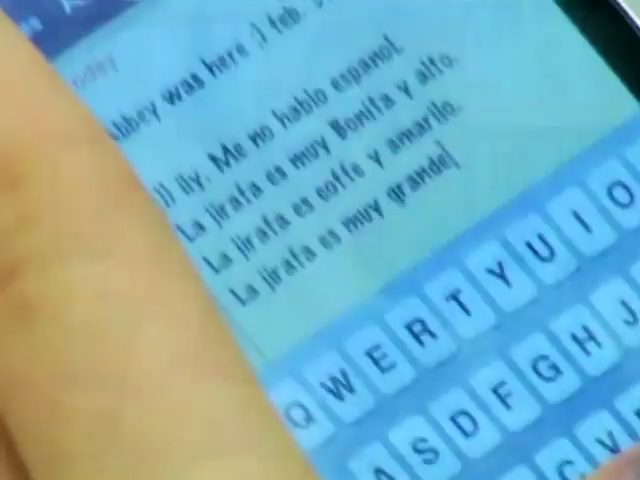 oday
Abbey was here :) feb.
)) ily. Me no hablo espanol.
La jirafa es muy Bonita y alto.
La jirafa es coffe y amarilo.
La jirafa es muy grande
Q W E R T Y U I O
A S D F G H J
C V